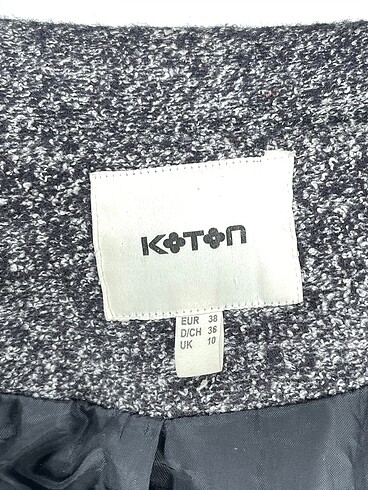 KOTON
EUR 38
D/CH 36
UK 10